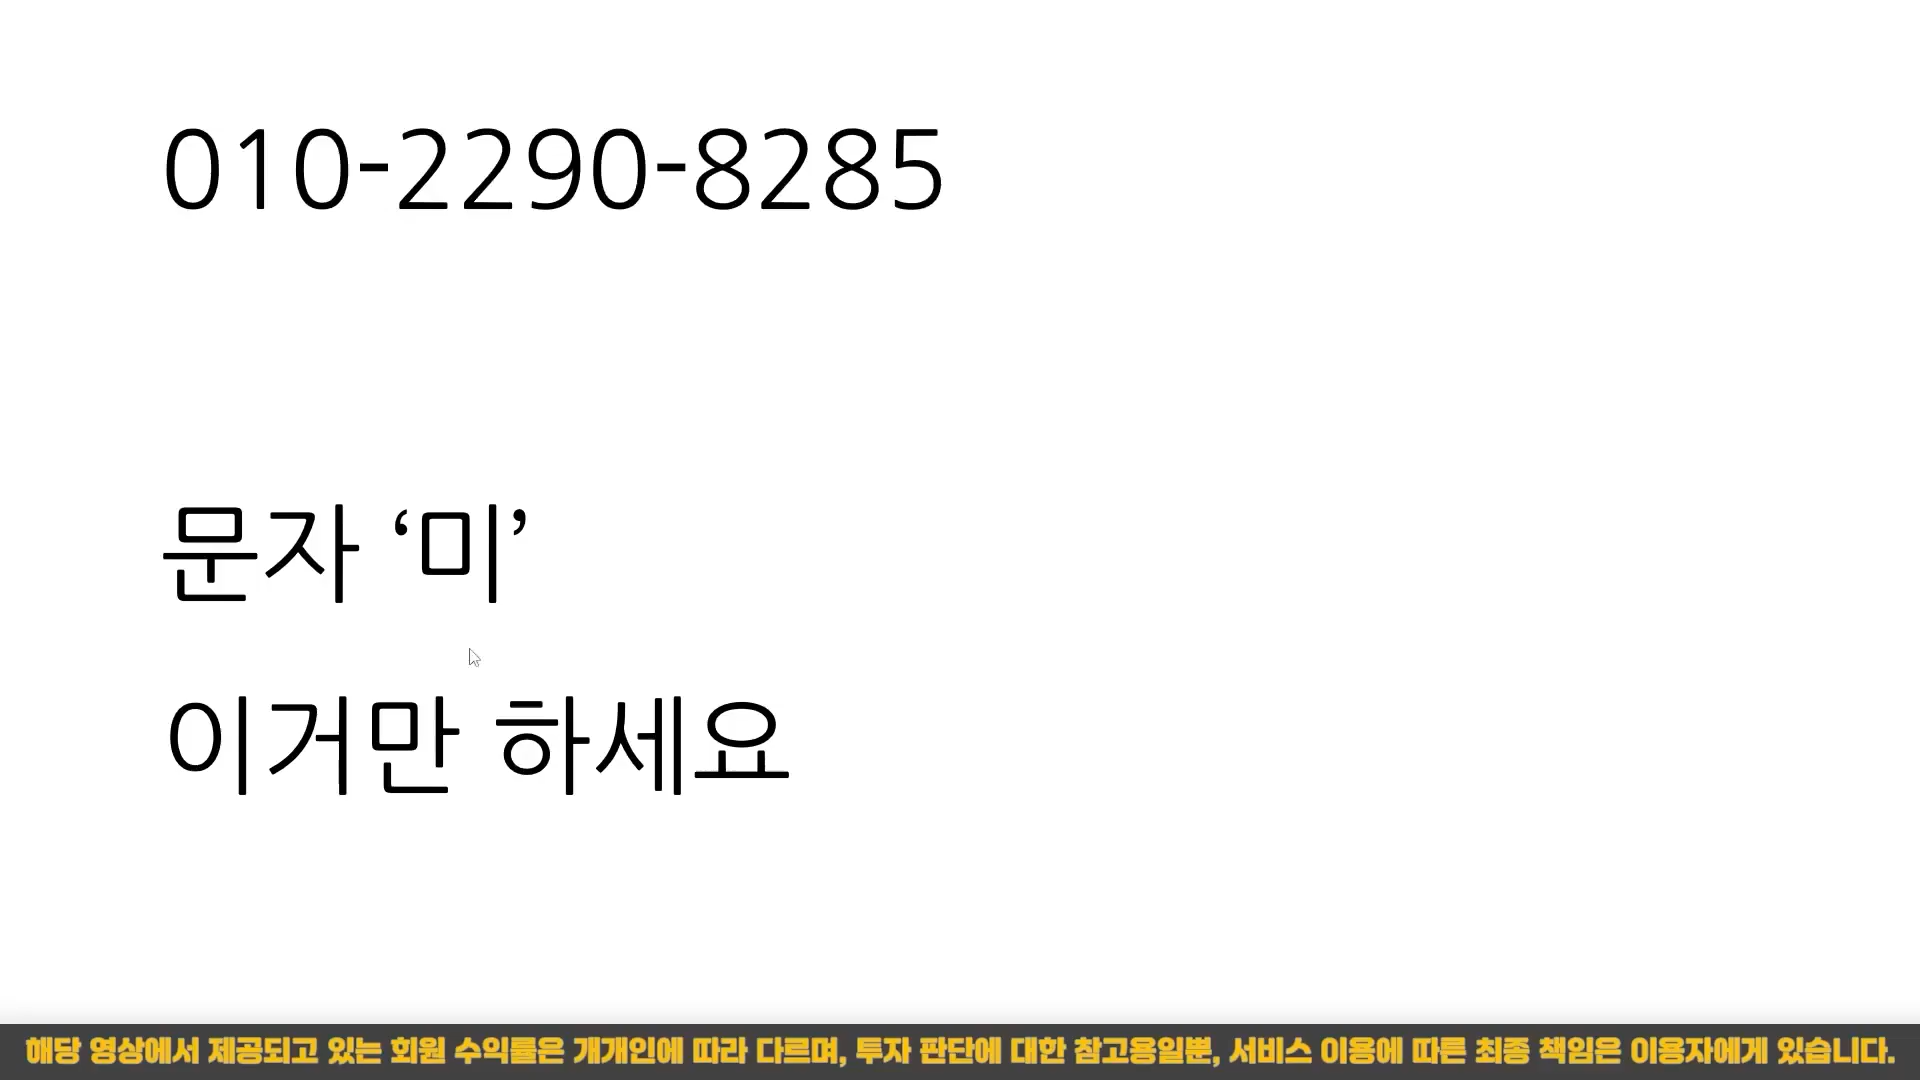 010-2290-8285
문자 ‘미’
이거만 하세요
해당 영상에서 제공되고 있는 회원 수익률은 개개인에 따라 다르며, 투자 판단에 대한 참고용일뿐, 서비스 이용에 따른 최종 책임은 이용자에게 있습니다.